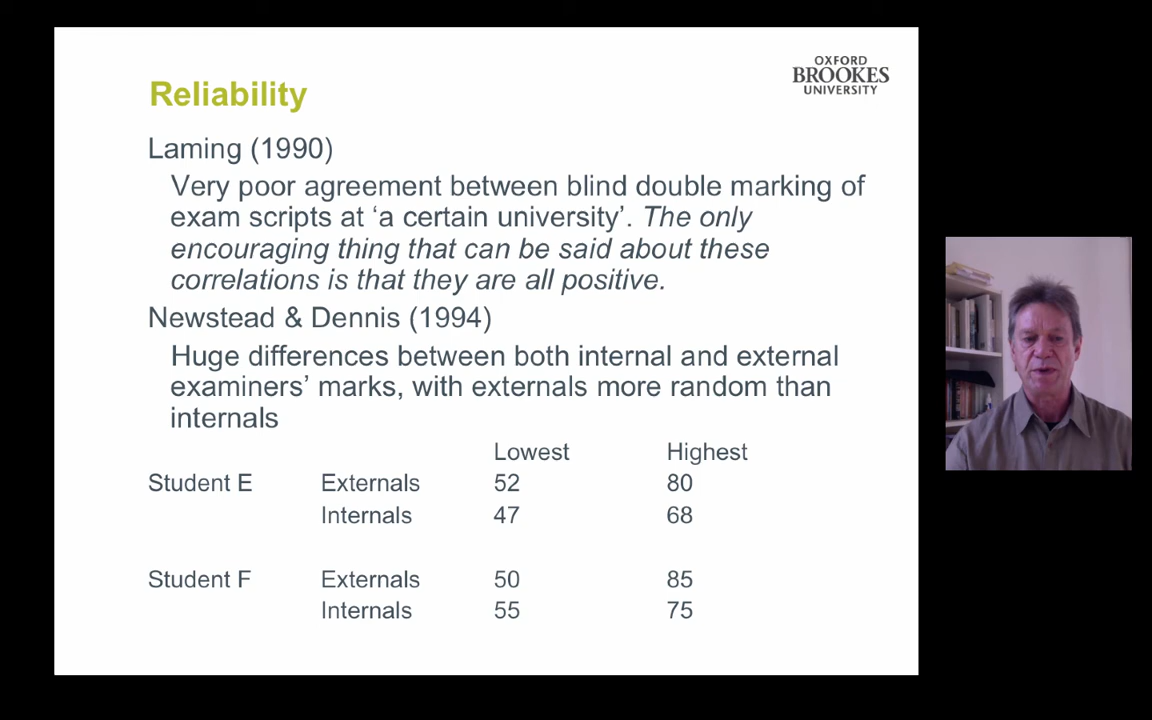 OXFORD
BROOKES
UNIVERSITY
Reliability
Laming (1990)
Very poor agreement between blind double marking of
exam scripts at ‘a certain university’. The only
encouraging thing that can be said about these
correlations is that they are all positive.
Newstead & Dennis (1994)
Huge differences between both internal and external
examiners’ marks, with externals more random than
internals
Lowest Highest
Student E Externals 52 80
Internals 47 68
Student F Externals 50 85
Internals 55 75